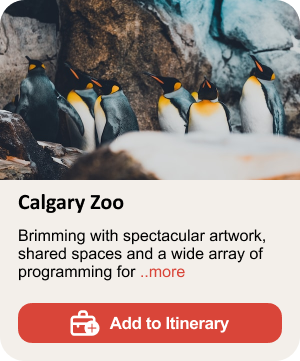 Calgary Zoo
Brimming with spectacular artwork,
shared spaces and a wide array of
programming for ..more
Add to Itinerary